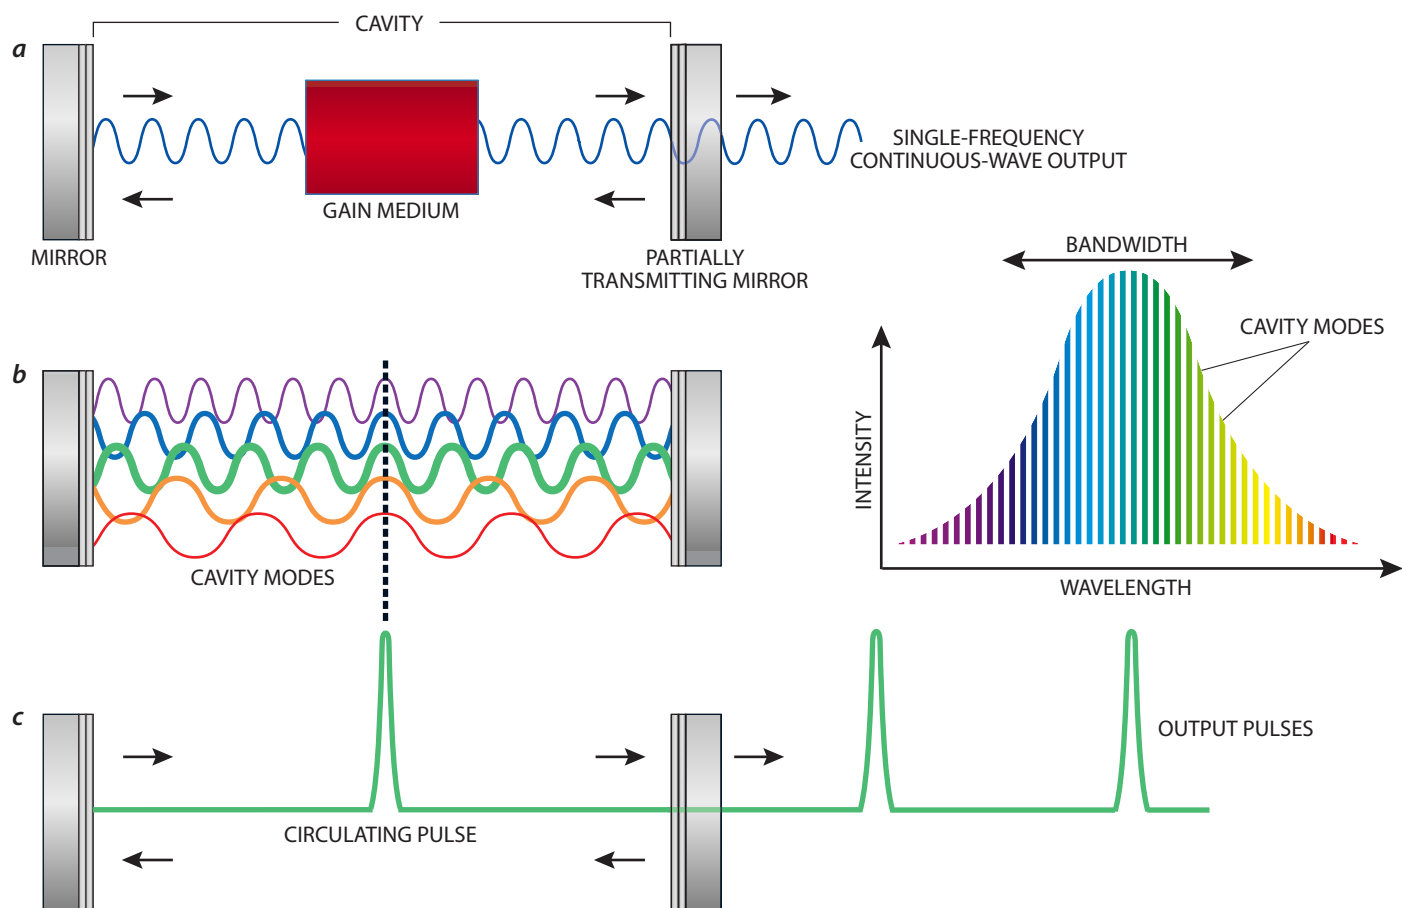 a
CAVITY
GAIN MEDIUM
MIRROR
PARTIALLY
TRANSMITTING MIRROR
SINGLE-FREQUENCY
CONTINUOUS-WAVE OUTPUT
BANDWIDTH
CAVITY MODES
INTENSITY
WAVELENGTH
b
CAVITY MODES
c
CIRCULATING PULSE
OUTPUT PULSES